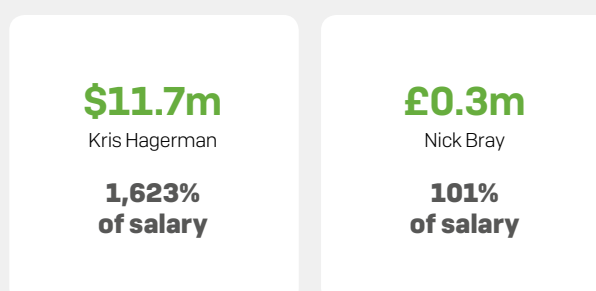 $11.7m
Kris Hagerman
1,623%
of salary
£0.3m
Nick Bray
101%
of salary